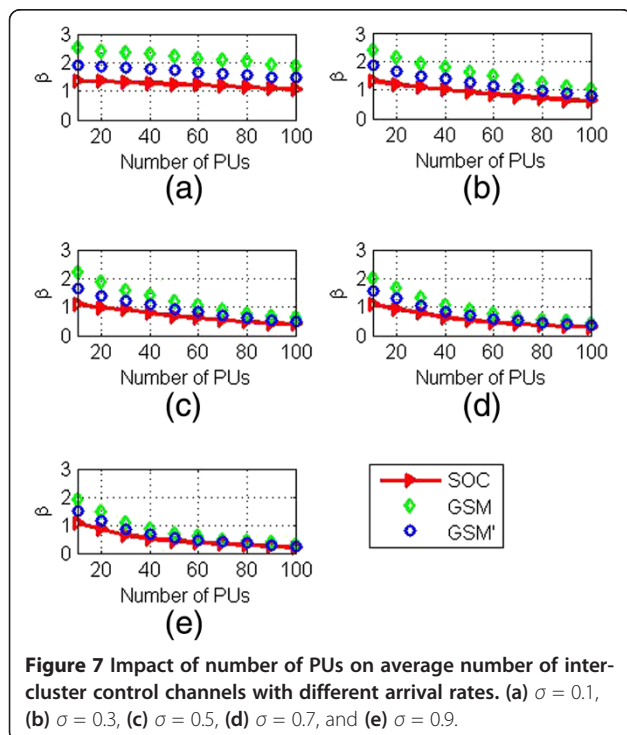 3
2
1
0
β
20 40 60 80 100
Number of PUs
(a)
3
2
1
0
β
20 40 60 80 100
Number of PUs
(b)
3
2
1
0
β
20 40 60 80 100
Number of PUs
(c)
3
2
1
0
β
20 40 60 80 100
Number of PUs
(d)
3
2
1
0
β
20 40 60 80 100
Number of PUs
(e)
SOC
GSM
GSM'
Figure 7 Impact of number of PUs on average number of inter-
cluster control channels with different arrival rates. (a) σ = 0.1,
(b) σ = 0.3, (c) σ = 0.5, (d) σ = 0.7, and (e) σ = 0.9.